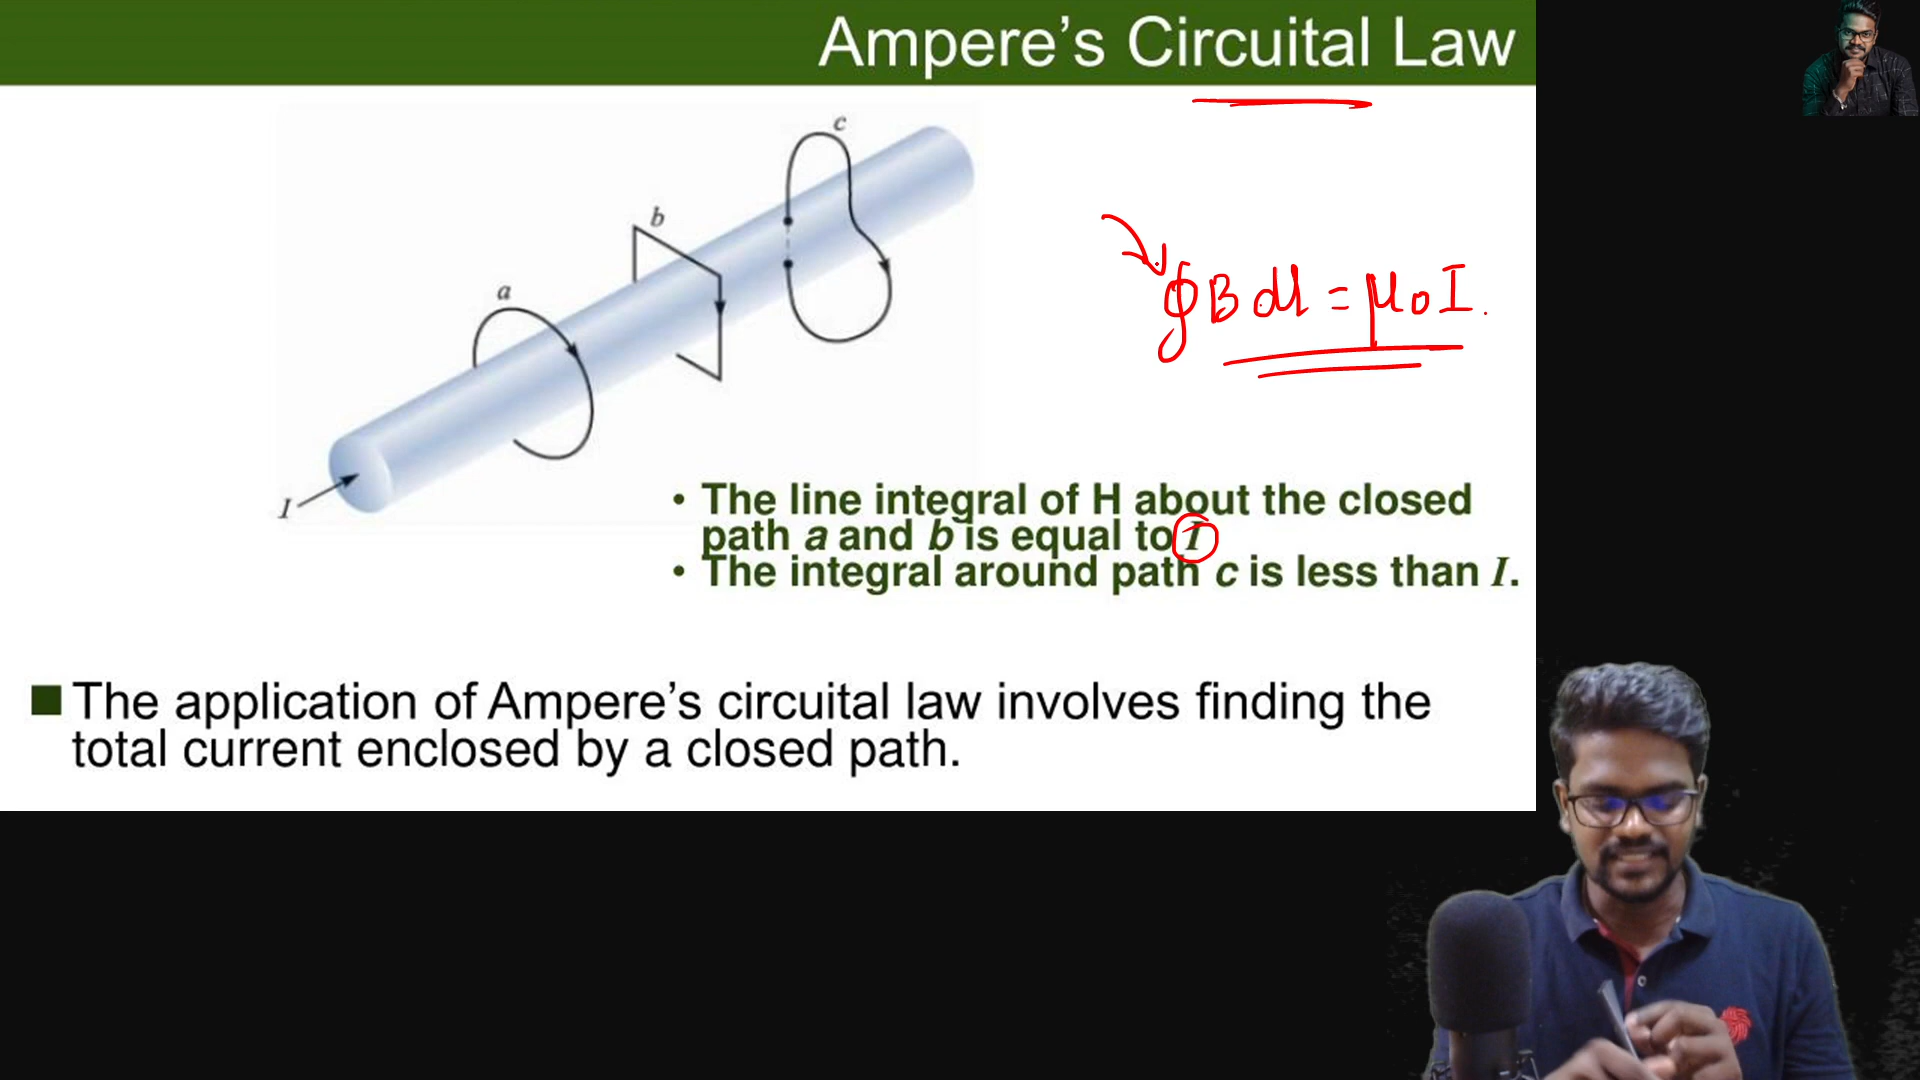 Ampere's Circuital Law
c
b
a
I
∮B dl = μ₀I.
• The line integral of H about the closed
path a and b is equal to I
• The integral around path c is less than I.
■ The application of Ampere's circuital law involves finding the
total current enclosed by a closed path.